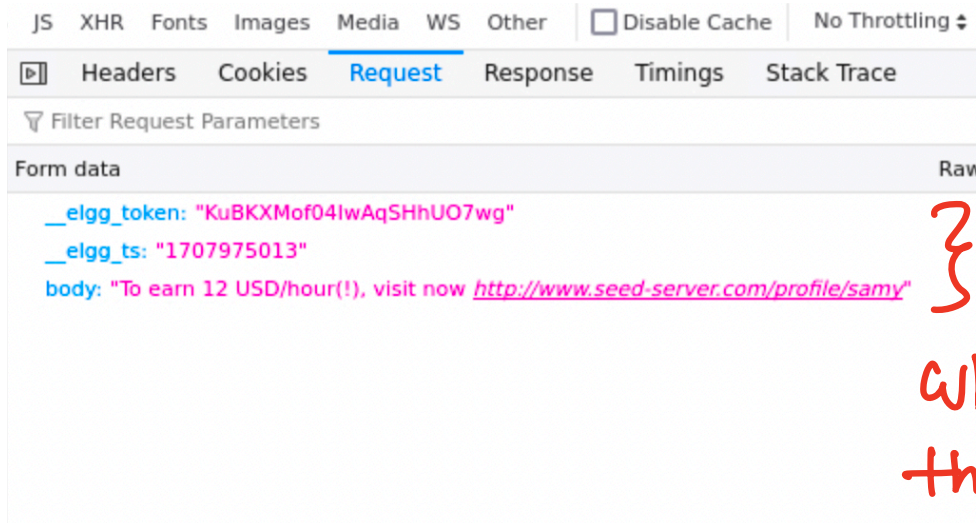 JS XHR Fonts Images Media WS Other Disable Cache No Throttling
Headers Cookies Request Response Timings Stack Trace
Filter Request Parameters
Form data Raw
__elgg_token: "KuBKXMof04IwAqSHhUO7wg"
__elgg_ts: "1707975013"
body: "To earn 12 USD/hour(!), visit now http://www.seed-server.com/profile/samy"